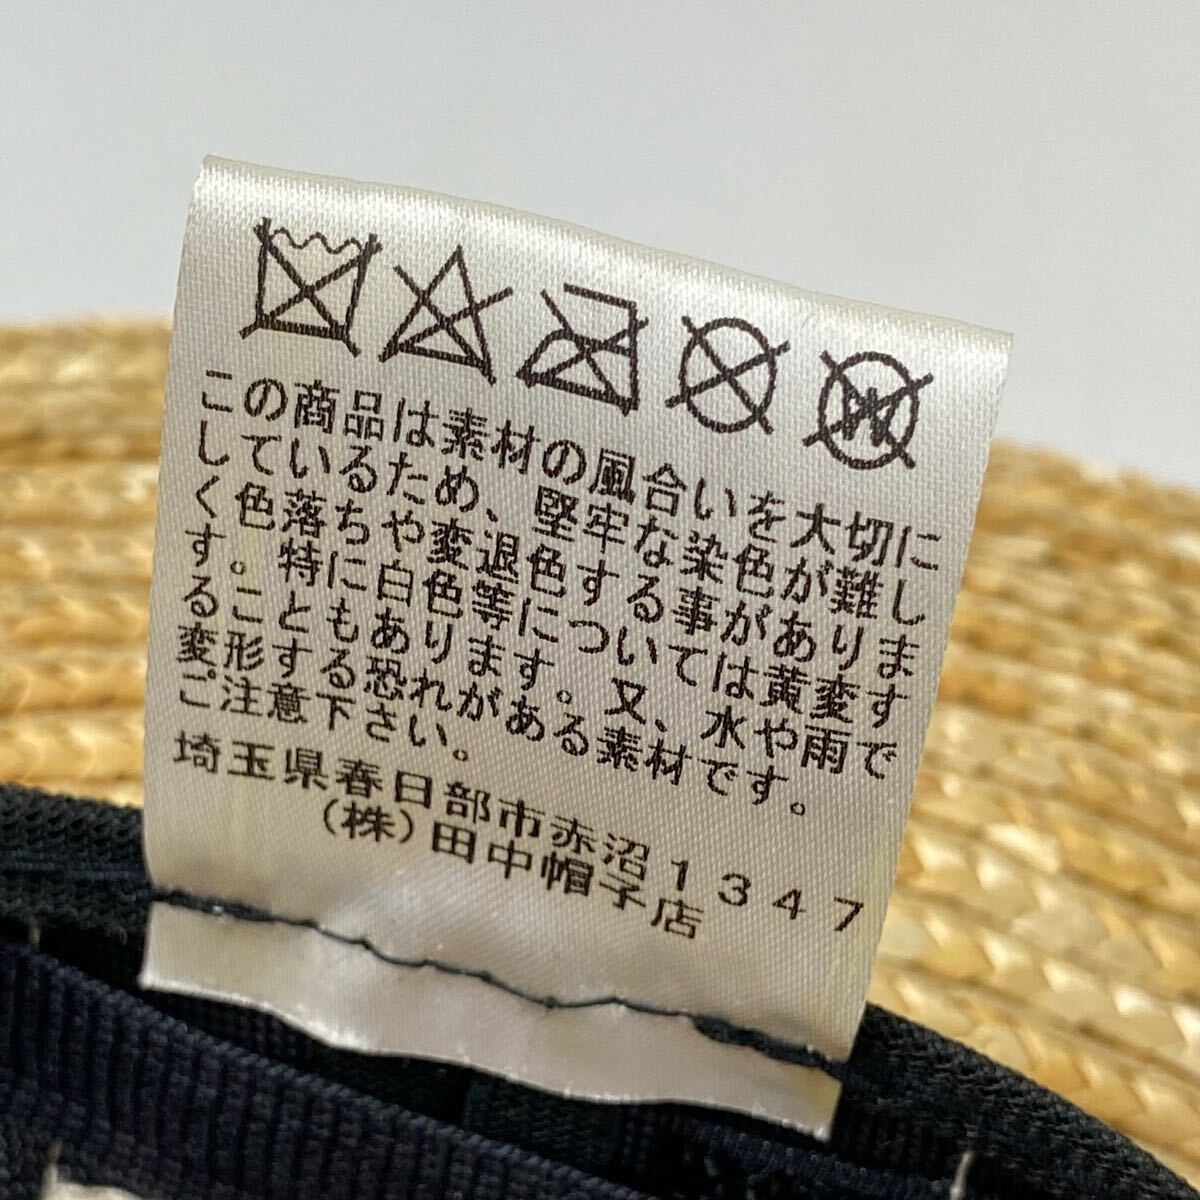 W
この商品は素材の風合いを大切に
しているため、堅牢な染色が難し
く色落ちや変退色する事がありま
す。特に白色等については黄変す
ることもあります。又、水や雨で
変形する恐れがある素材です。
ご注意下さい。
埼玉県春日部市赤沼1347
(株)田中帽子店